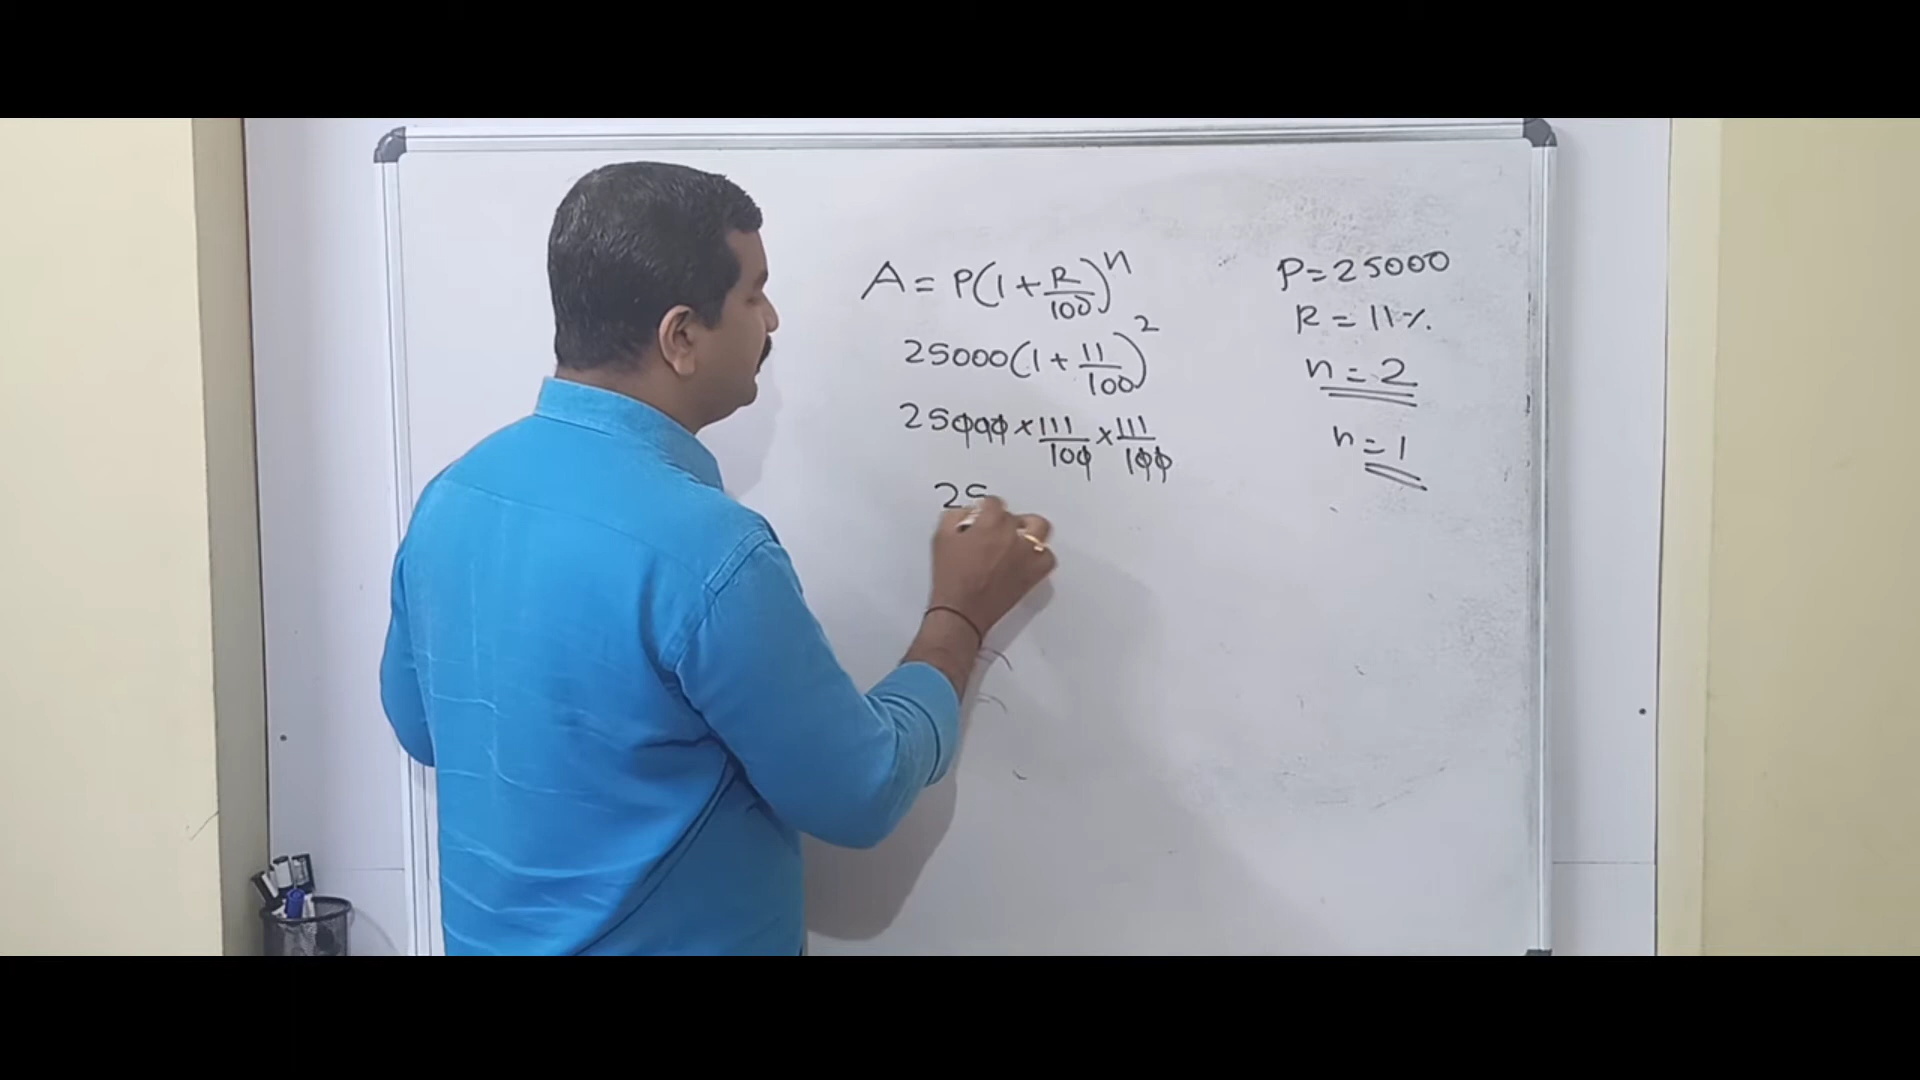 A = P(1 + R/100)^n
25000(1 + 11/100)^2
25000 × 111/100 × 111/100
25
P = 25000
R = 11%.
n = 2
n = 1